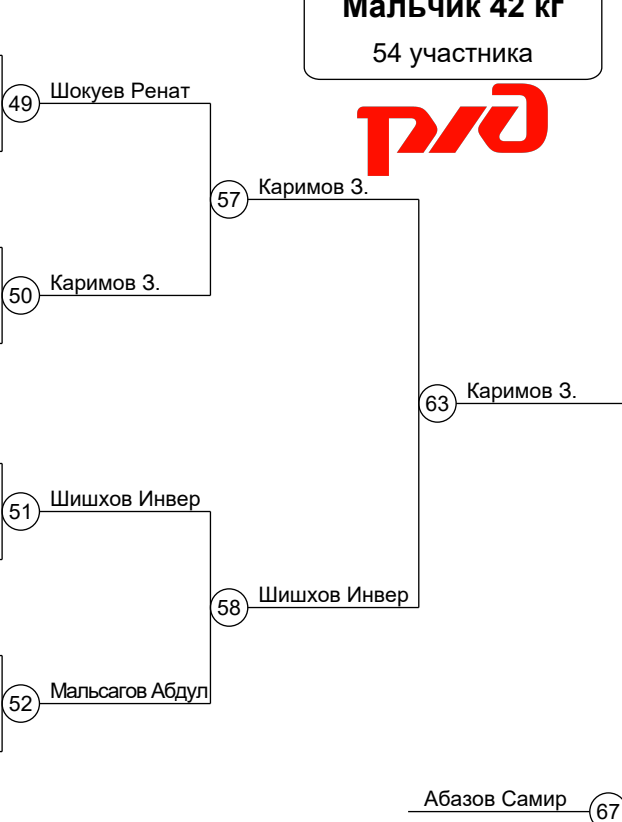 Мальчик 42 кг
54 участника
ржд
49 Шокуев Ренат
57 Каримов З.
50 Каримов З.
63 Каримов З.
51 Шишхов Инвер
58 Шишхов Инвер
52 Мальсагов Абдул
Абазов Самир 67